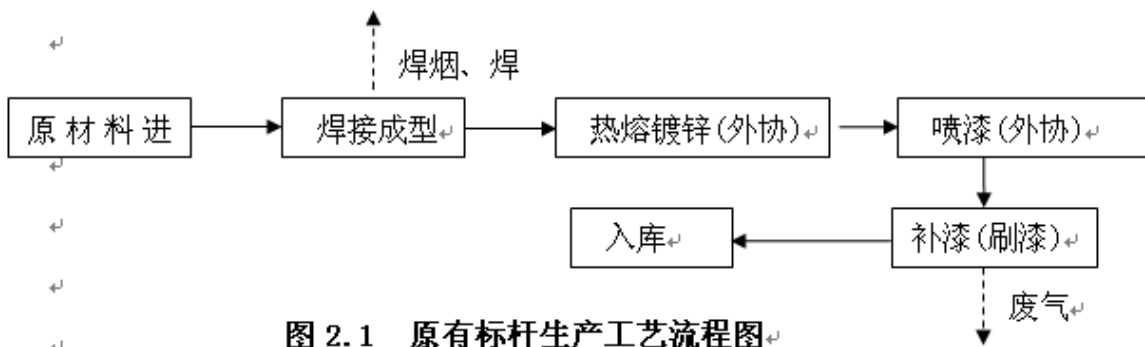 焊烟、焊
原材料进
焊接成型
热熔镀锌(外协)
喷漆(外协)
入库
补漆(刷漆)
废气
图 2.1 原有标杆生产工艺流程图